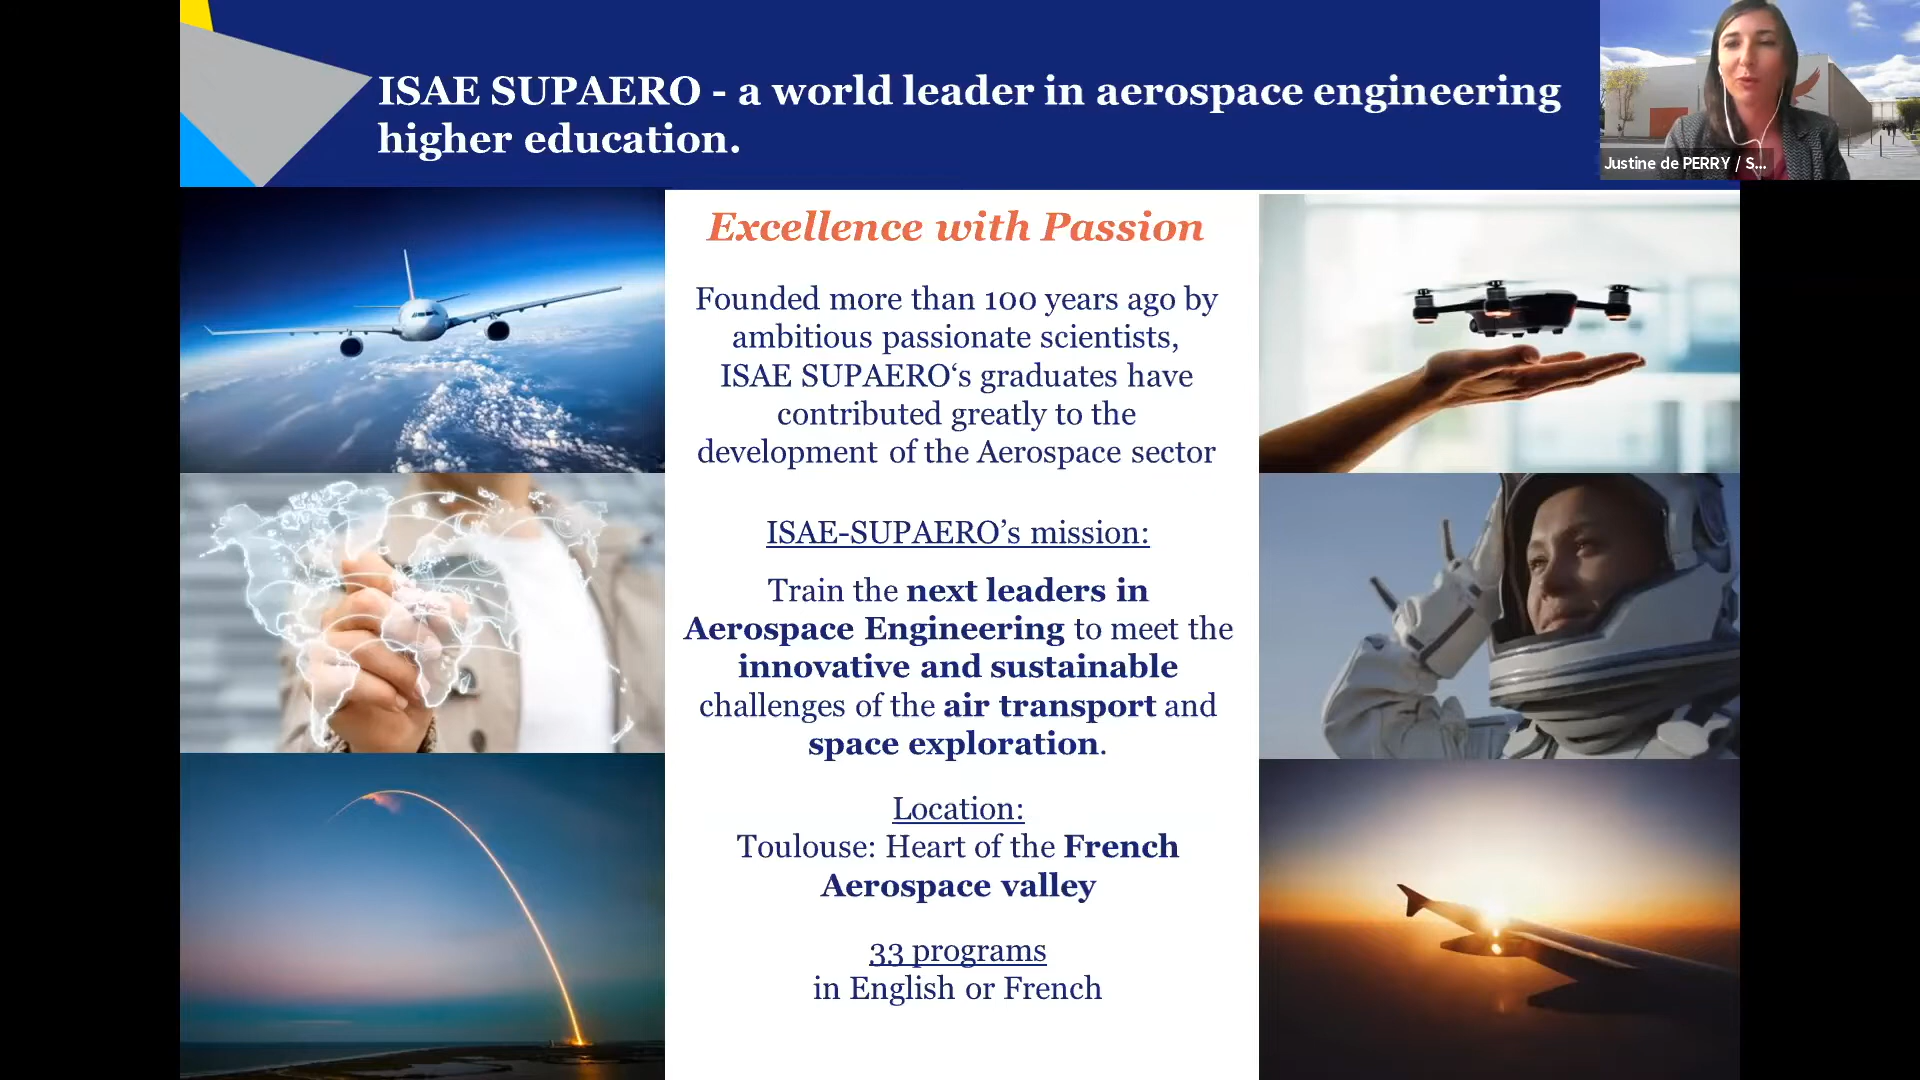 ISAE SUPAERO - a world leader in aerospace engineering
higher education.
Justine de PERRY / S...
Excellence with Passion
Founded more than 100 years ago by
ambitious passionate scientists,
ISAE SUPAERO‘s graduates have
contributed greatly to the
development of the Aerospace sector
ISAE-SUPAERO’s mission:
Train the next leaders in
Aerospace Engineering to meet the
innovative and sustainable
challenges of the air transport and
space exploration.
Location:
Toulouse: Heart of the French
Aerospace valley
33 programs
in English or French